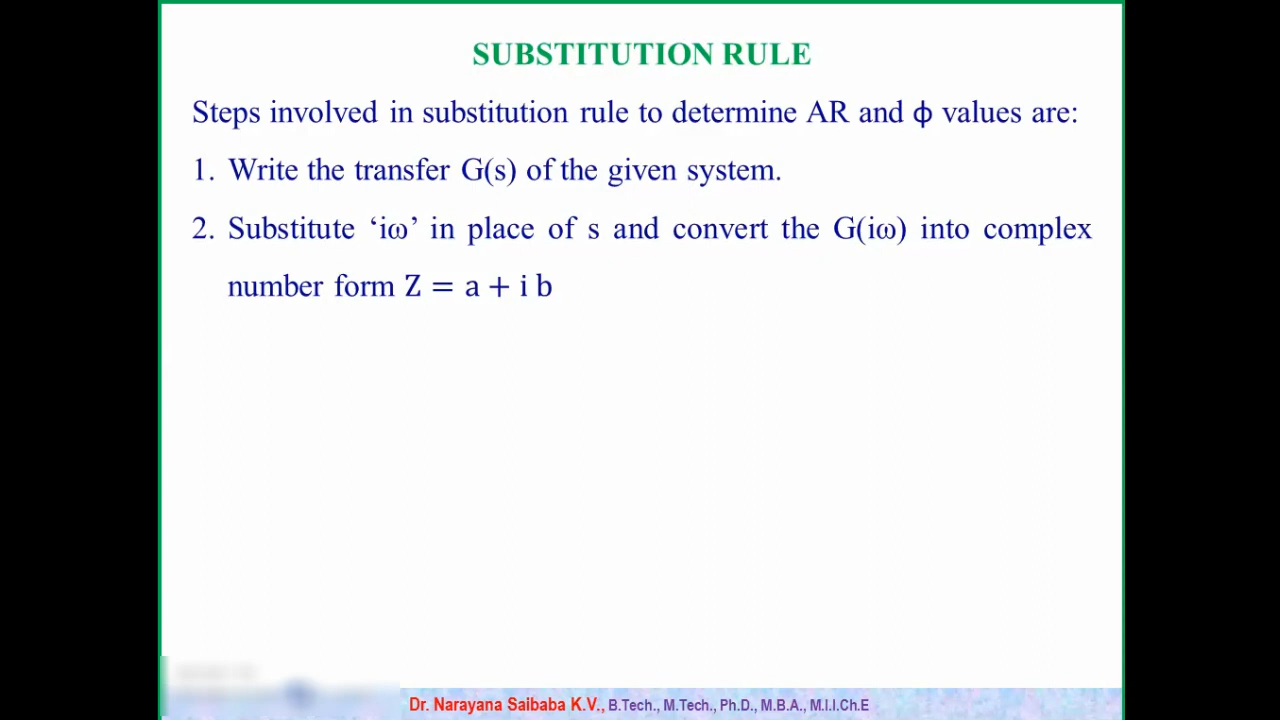 SUBSTITUTION RULE
Steps involved in substitution rule to determine AR and ϕ values are:
1. Write the transfer G(s) of the given system.
2. Substitute ‘iω’ in place of s and convert the G(iω) into complex
number form Z = a + i b
Dr. Narayana Saibaba K.V., B.Tech., M.Tech., Ph.D., M.B.A., M.I.I.Ch.E